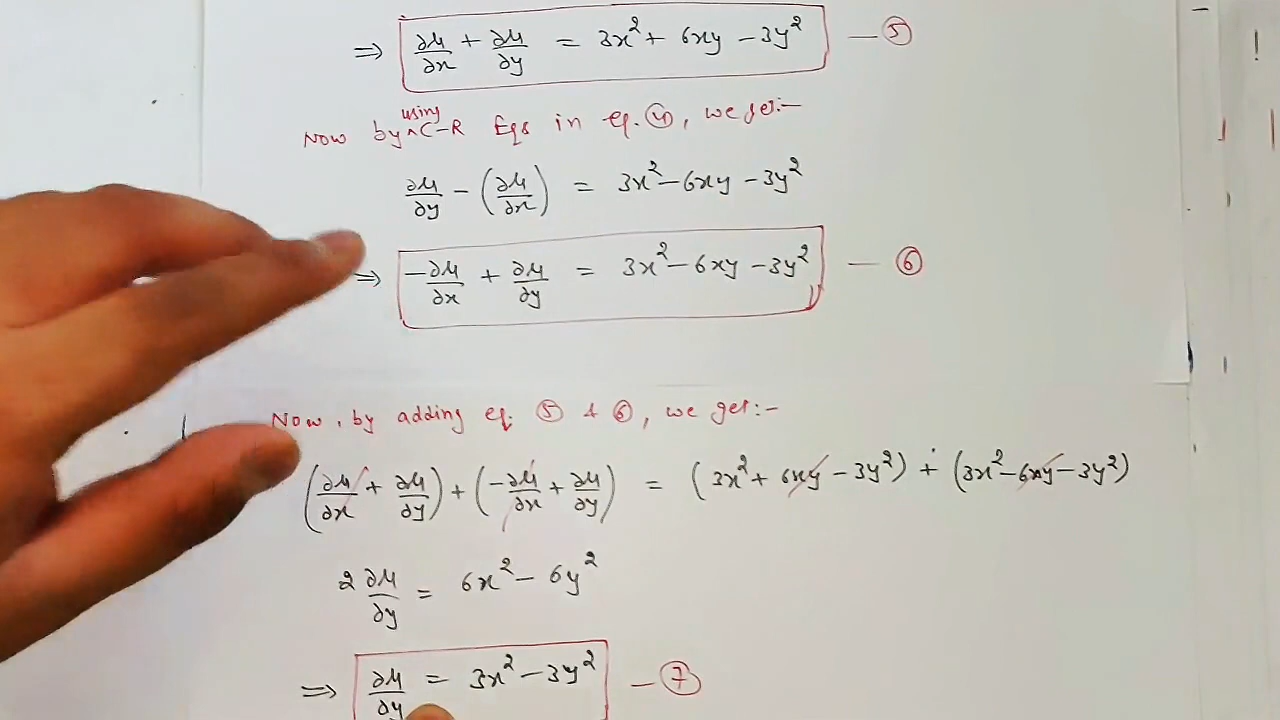 ⇒ ∂u/∂x + ∂u/∂y = 3x² + 6xy − 3y² — ⑤
Now by using C-R Eqs in eq. ④, we get:-
∂u/∂y − (∂u/∂x) = 3x² − 6xy − 3y²
⇒ −∂u/∂x + ∂u/∂y = 3x² − 6xy − 3y² — ⑥
Now, by adding eq. ⑤ & ⑥, we get:-
(∂u/∂x + ∂u/∂y) + (−∂u/∂x + ∂u/∂y) = (3x² + 6xy − 3y²) + (3x² − 6xy − 3y²)
2 ∂u/∂y = 6x² − 6y²
⇒ ∂u/∂y = 3x² − 3y² — ⑦